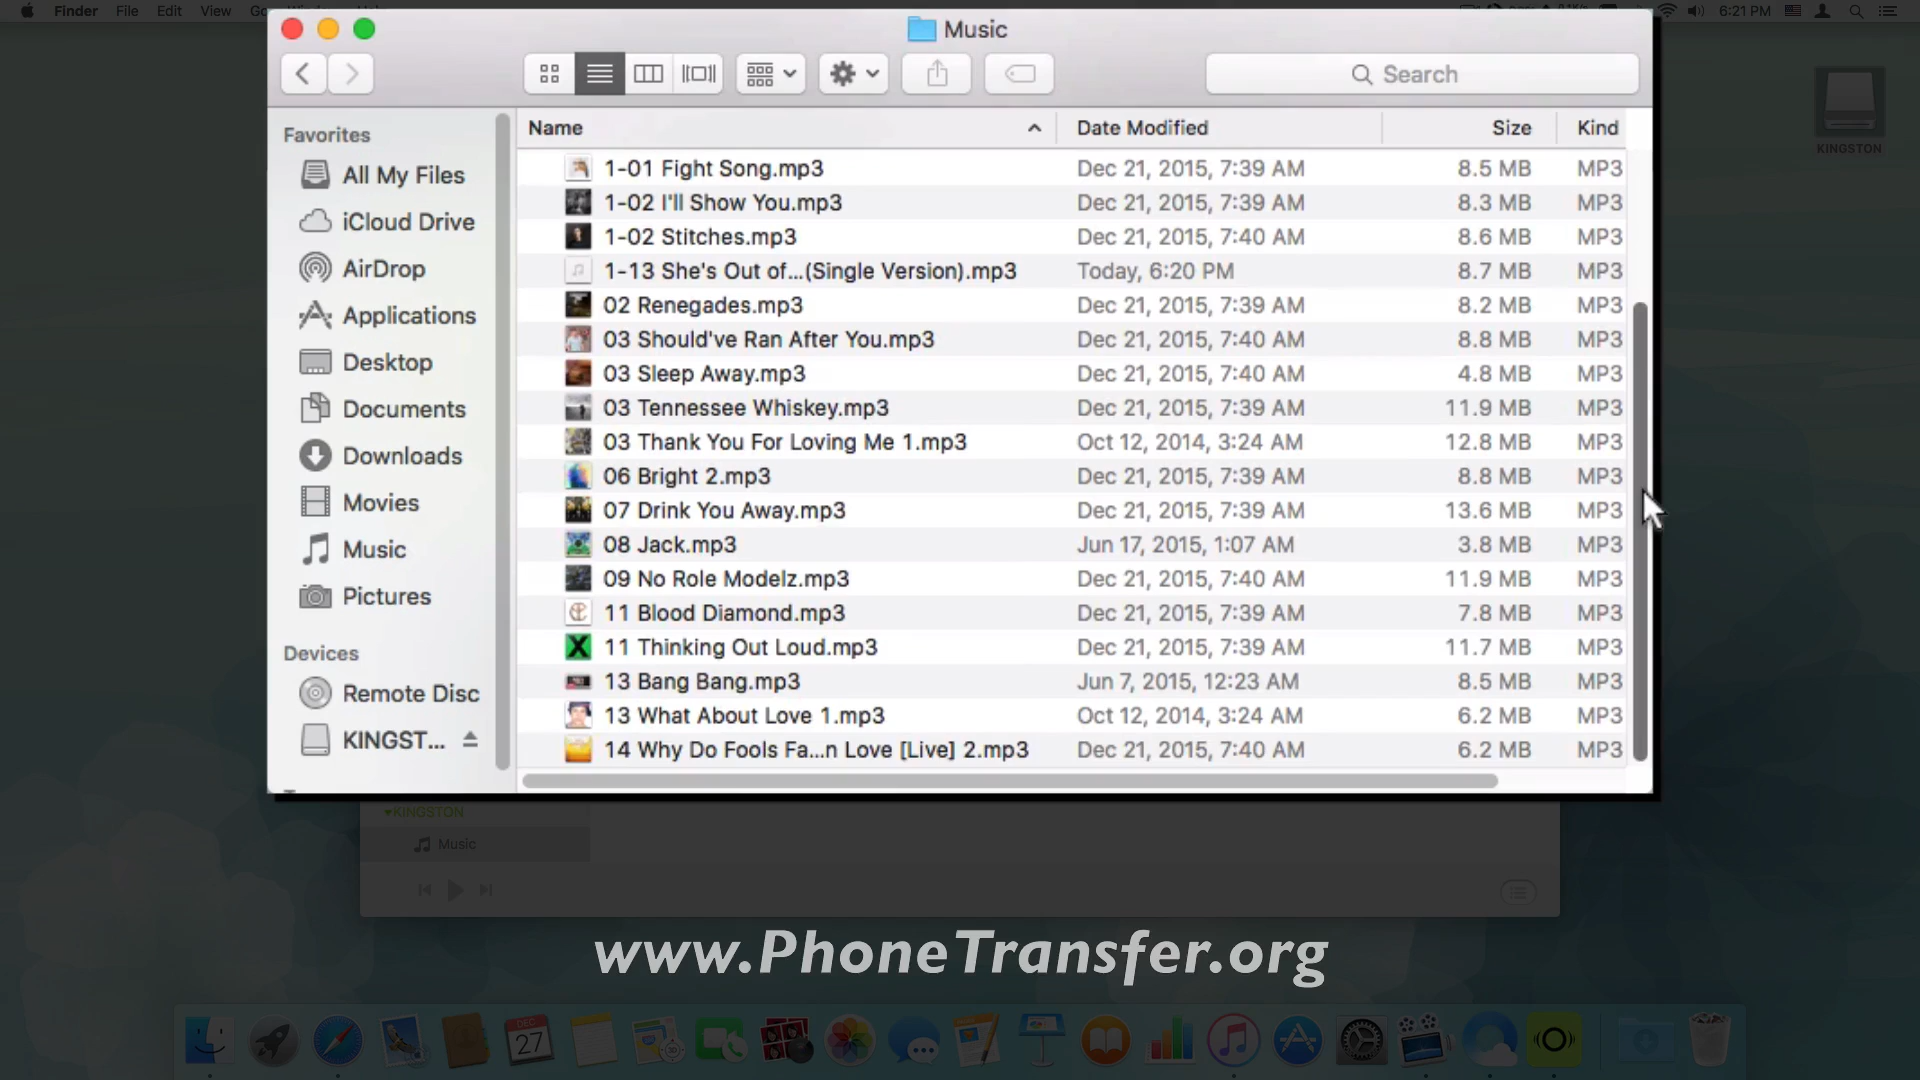 Finder File Edit View 6:21 PM
Music
Search
KINGSTON
Favorites
All My Files
iCloud Drive
AirDrop
Applications
Desktop
Documents
Downloads
Movies
Music
Pictures
Devices
Remote Disc
KINGST...
Name Date Modified Size Kind
1-01 Fight Song.mp3 Dec 21, 2015, 7:39 AM 8.5 MB MP3
1-02 I'll Show You.mp3 Dec 21, 2015, 7:39 AM 8.3 MB MP3
1-02 Stitches.mp3 Dec 21, 2015, 7:40 AM 8.6 MB MP3
1-13 She's Out of...(Single Version).mp3 Today, 6:20 PM 8.7 MB MP3
02 Renegades.mp3 Dec 21, 2015, 7:39 AM 8.2 MB MP3
03 Should've Ran After You.mp3 Dec 21, 2015, 7:40 AM 8.8 MB MP3
03 Sleep Away.mp3 Dec 21, 2015, 7:40 AM 4.8 MB MP3
03 Tennessee Whiskey.mp3 Dec 21, 2015, 7:39 AM 11.9 MB MP3
03 Thank You For Loving Me 1.mp3 Oct 12, 2014, 3:24 AM 12.8 MB MP3
06 Bright 2.mp3 Dec 21, 2015, 7:39 AM 8.8 MB MP3
07 Drink You Away.mp3 Dec 21, 2015, 7:39 AM 13.6 MB MP3
08 Jack.mp3 Jun 17, 2015, 1:07 AM 3.8 MB MP3
09 No Role Modelz.mp3 Dec 21, 2015, 7:40 AM 11.9 MB MP3
11 Blood Diamond.mp3 Dec 21, 2015, 7:39 AM 7.8 MB MP3
11 Thinking Out Loud.mp3 Dec 21, 2015, 7:39 AM 11.7 MB MP3
13 Bang Bang.mp3 Jun 7, 2015, 12:23 AM 8.5 MB MP3
13 What About Love 1.mp3 Oct 12, 2014, 3:24 AM 6.2 MB MP3
14 Why Do Fools Fa...n Love [Live] 2.mp3 Dec 21, 2015, 7:40 AM 6.2 MB MP3
KINGSTON
Music
www.PhoneTransfer.org
DEC
27